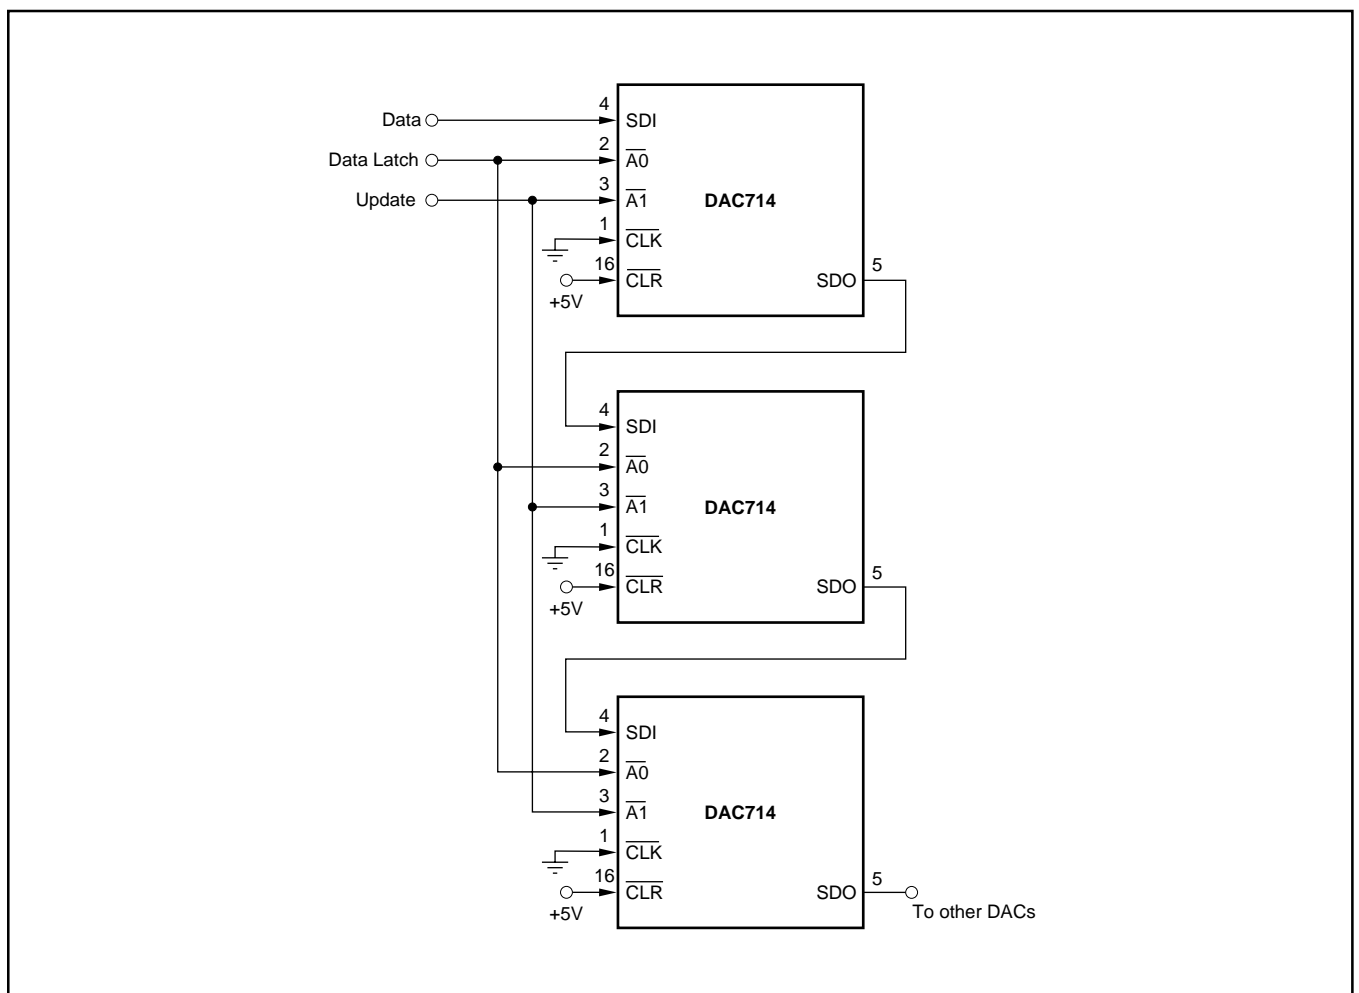 4
Data
SDI
2
Data Latch
A0
3
Update
A1
DAC714
1
CLK
16
5
CLR
SDO
+5V
4
SDI
2
A0
3
A1
DAC714
1
CLK
16
5
CLR
SDO
+5V
4
SDI
2
A0
3
A1
DAC714
1
CLK
16
5
CLR
SDO
+5V
To other DACs